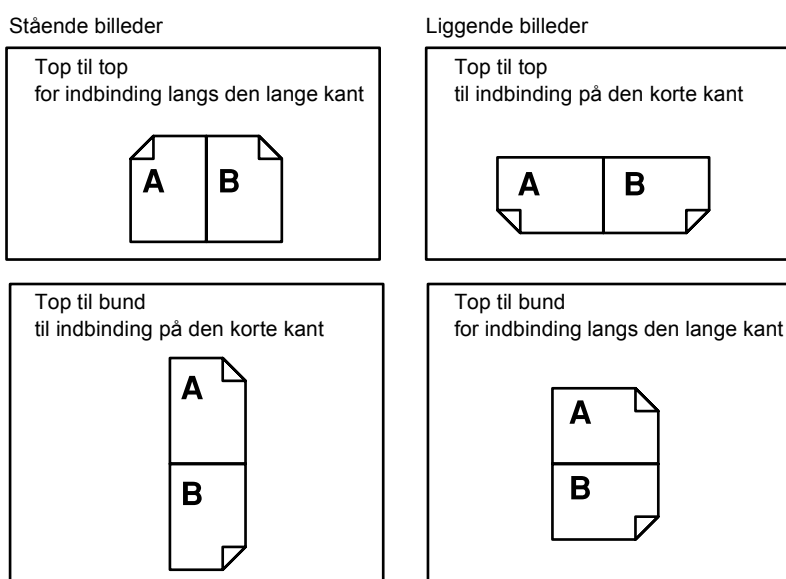 Stående billeder
Top til top
for indbinding langs den lange kant
A B
Top til bund
til indbinding på den korte kant
A
B
Liggende billeder
Top til top
til indbinding på den korte kant
A B
Top til bund
for indbinding langs den lange kant
A
B